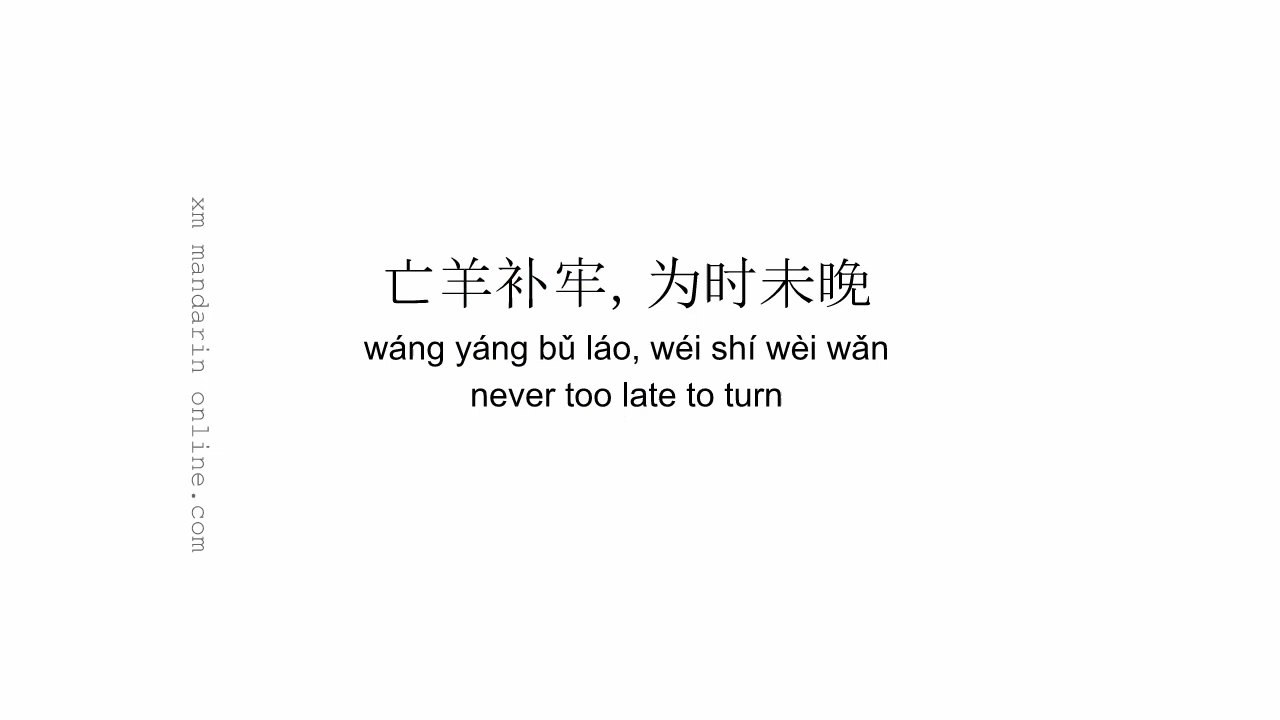 亡羊补牢, 为时未晚
wáng yáng bǔ láo, wéi shí wèi wǎn
never too late to turn
xm mandarin online.com